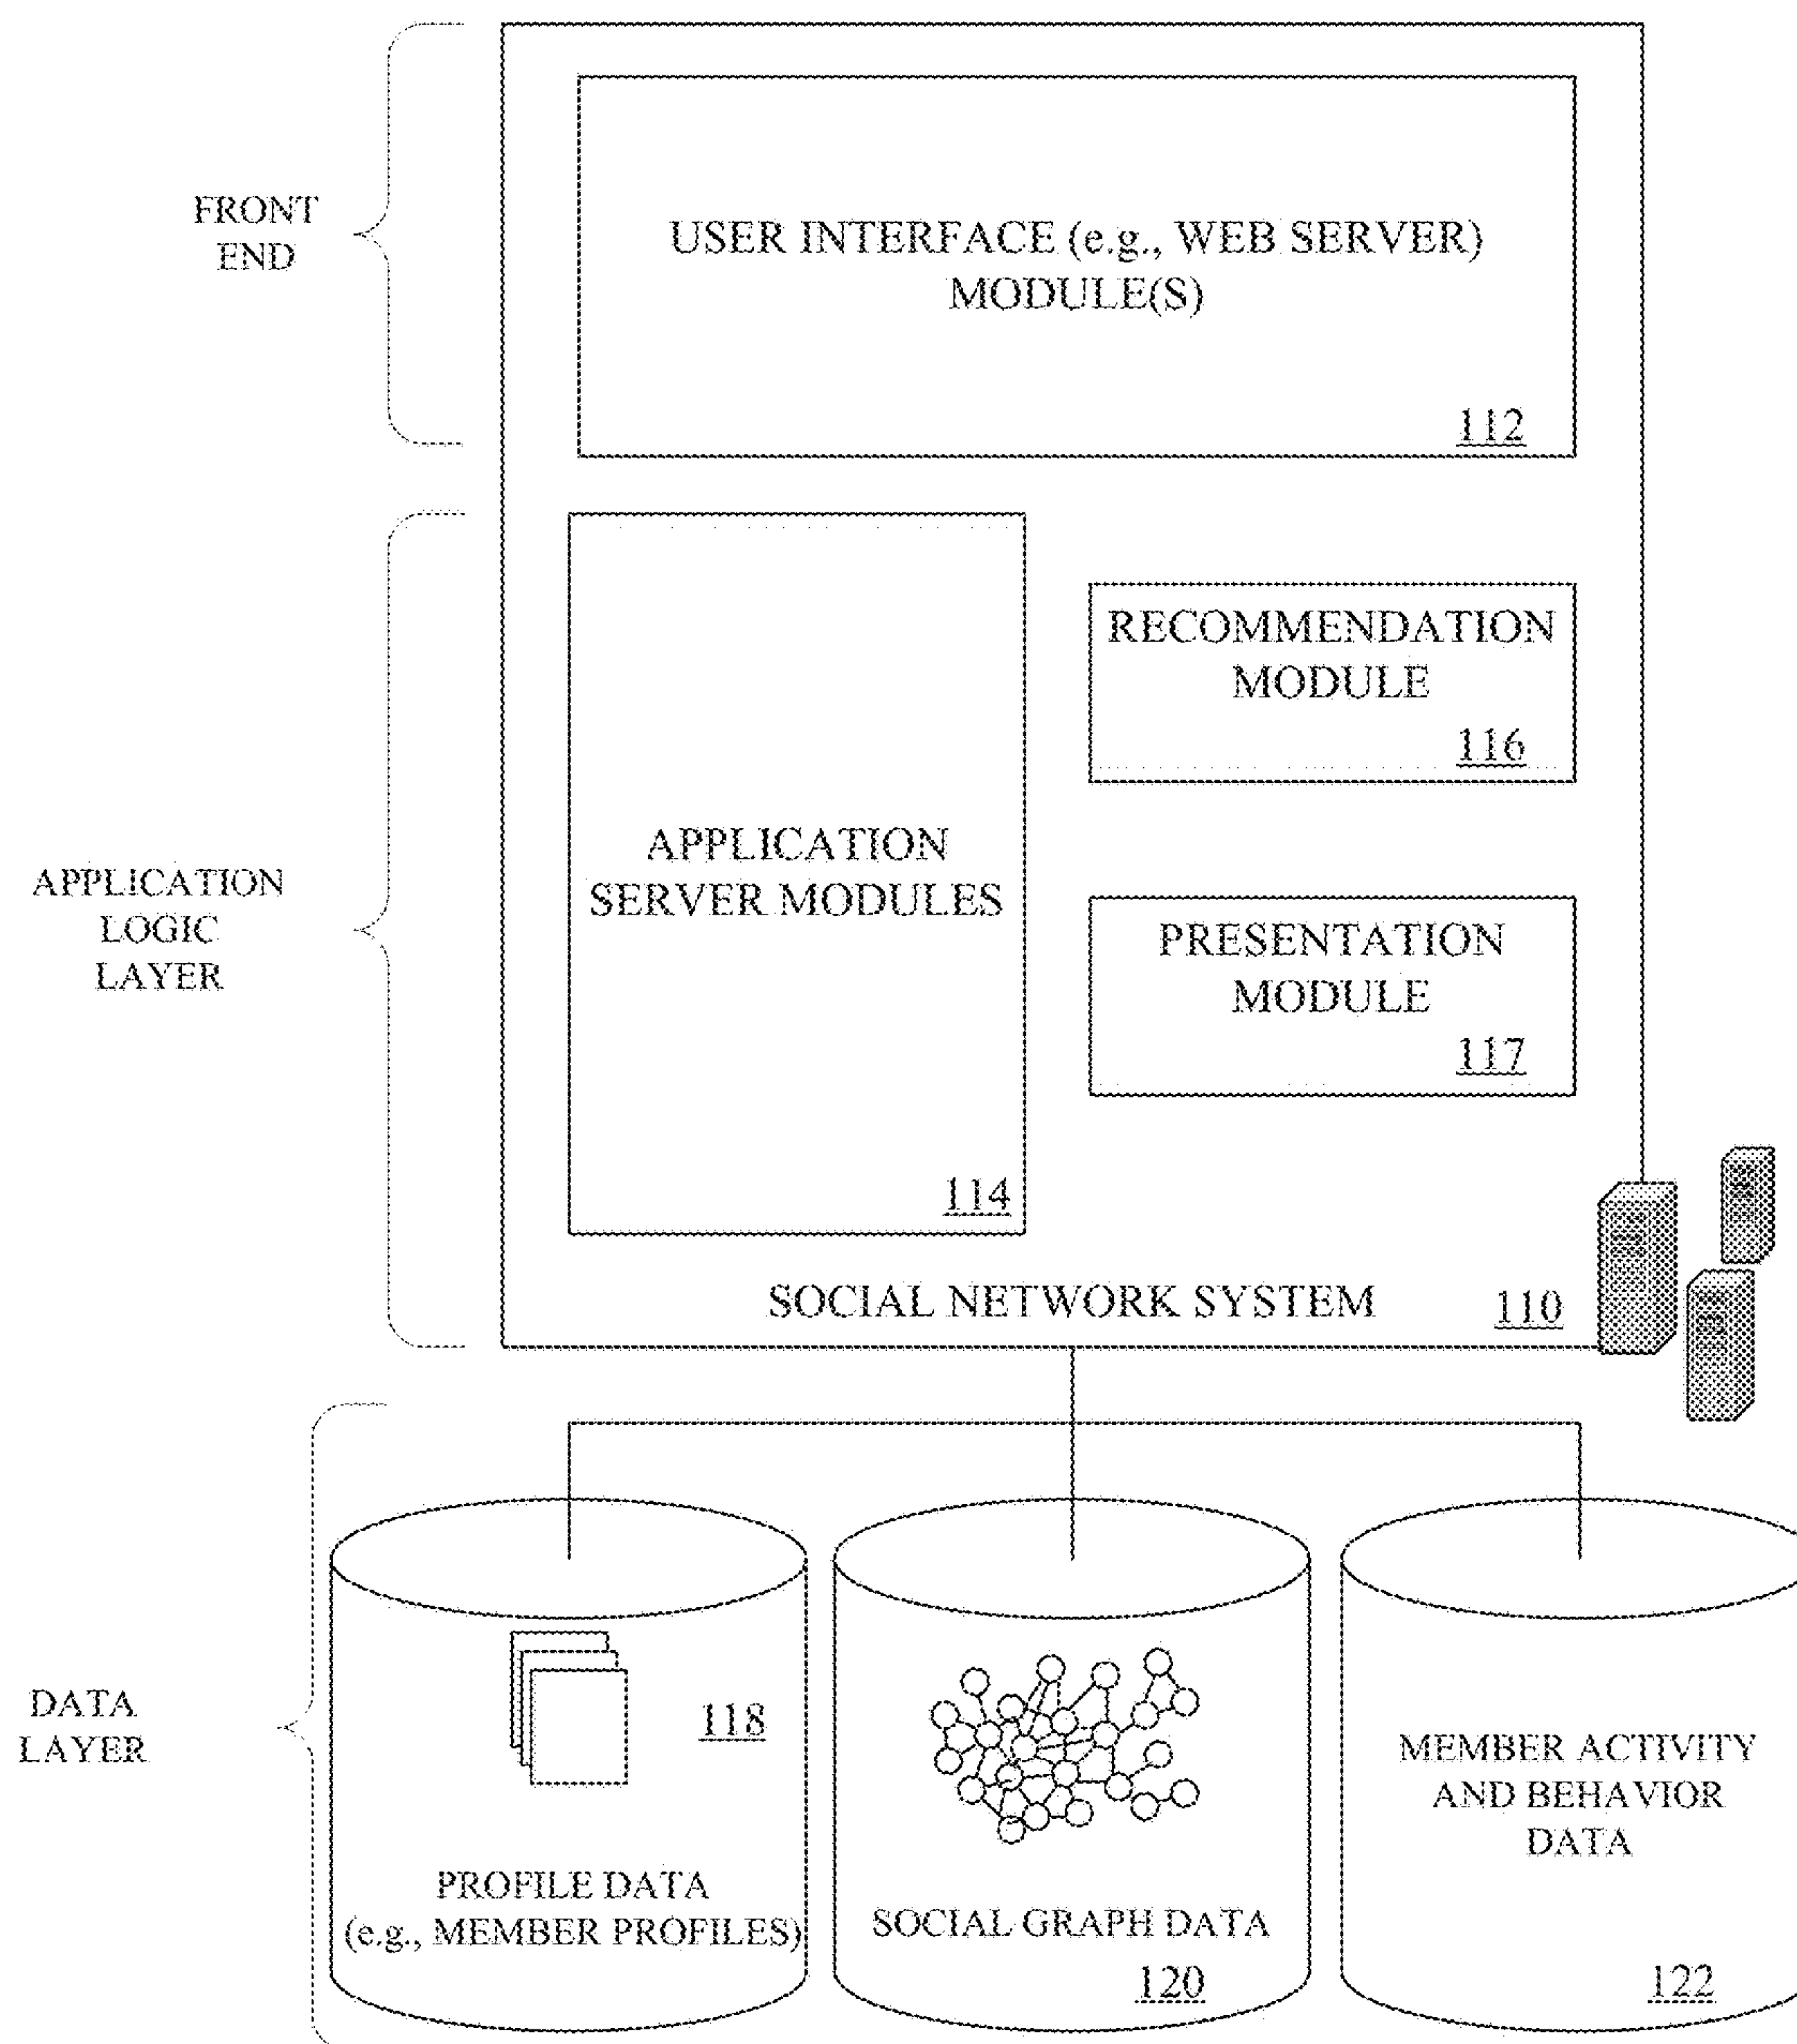 FRONT
END
USER INTERFACE (e.g., WEB SERVER)
MODULE(S)
112
APPLICATION
LOGIC
LAYER
APPLICATION
SERVER MODULES
114
RECOMMENDATION
MODULE
116
PRESENTATION
MODULE
117
SOCIAL NETWORK SYSTEM
110
DATA
LAYER
118
PROFILE DATA
(e.g., MEMBER PROFILES)
SOCIAL GRAPH DATA
120
MEMBER ACTIVITY
AND BEHAVIOR
DATA
122